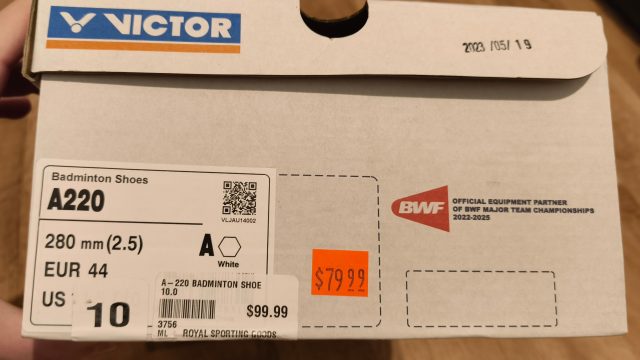 VICTOR
2023 /05/ 19
Badminton Shoes
A220
VLJAU14002
280 mm (2.5)
A
White
EUR 44
US
10
A-220 BADMINTON SHOE
10.0
$99.99
3756
ROYAL SPORTING GOODS
$79.99
BWF
OFFICIAL EQUIPMENT PARTNER
OF BWF MAJOR TEAM CHAMPIONSHIPS
2022-2025